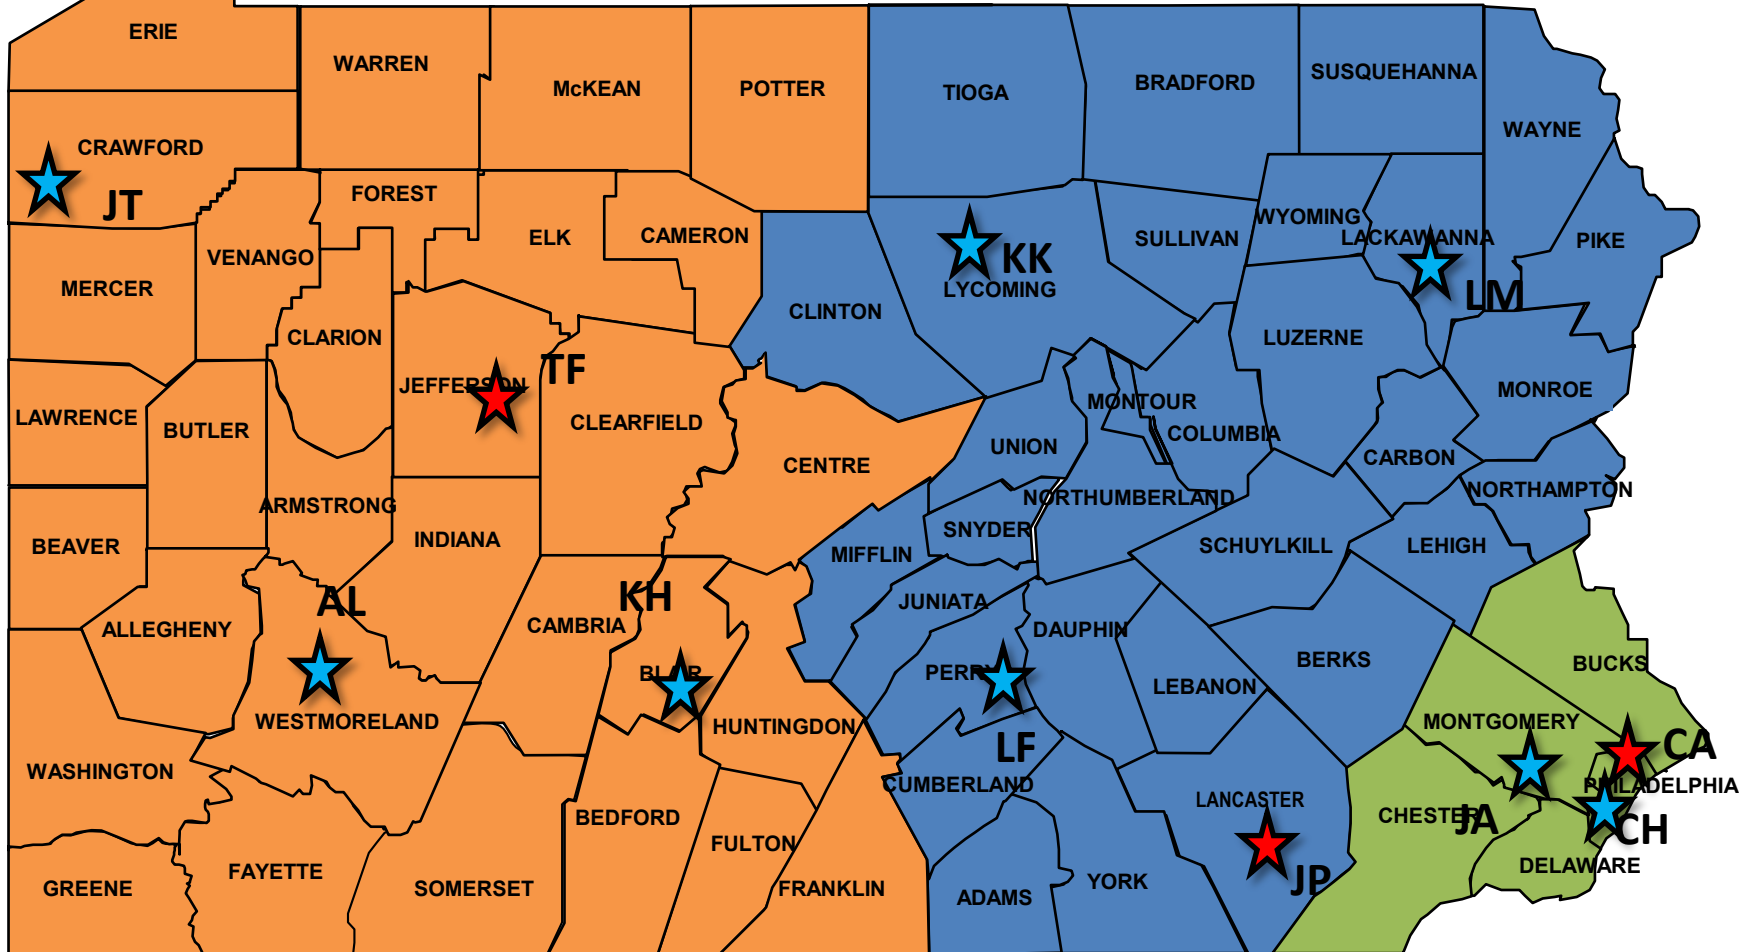 ERIE
WARREN
McKEAN
POTTER
TIOGA
BRADFORD
SUSQUEHANNA
WAYNE
CRAWFORD
JT
FOREST
VENANGO
ELK
CAMERON
KK
LYCOMING
SULLIVAN
WYOMING
LACKAWANNA
LM
PIKE
MERCER
CLARION
CLINTON
LUZERNE
TF
JEFFERSON
CLEARFIELD
MONTOUR
COLUMBIA
MONROE
LAWRENCE
BUTLER
CENTRE
UNION
CARBON
NORTHAMPTON
ARMSTRONG
INDIANA
NORTHUMBERLAND
SNYDER
MIFFLIN
SCHUYLKILL
LEHIGH
BEAVER
AL
KH
ALLEGHENY
CAMBRIA
JUNIATA
DAUPHIN
BLAIR
PERRY
LEBANON
BERKS
BUCKS
WESTMORELAND
HUNTINGDON
LF
MONTGOMERY
CA
WASHINGTON
CUMBERLAND
LANCASTER
PHILADELPHIA
BEDFORD
CHESTER
JA
CH
FULTON
FAYETTE
GREENE
SOMERSET
FRANKLIN
ADAMS
YORK
JP
DELAWARE